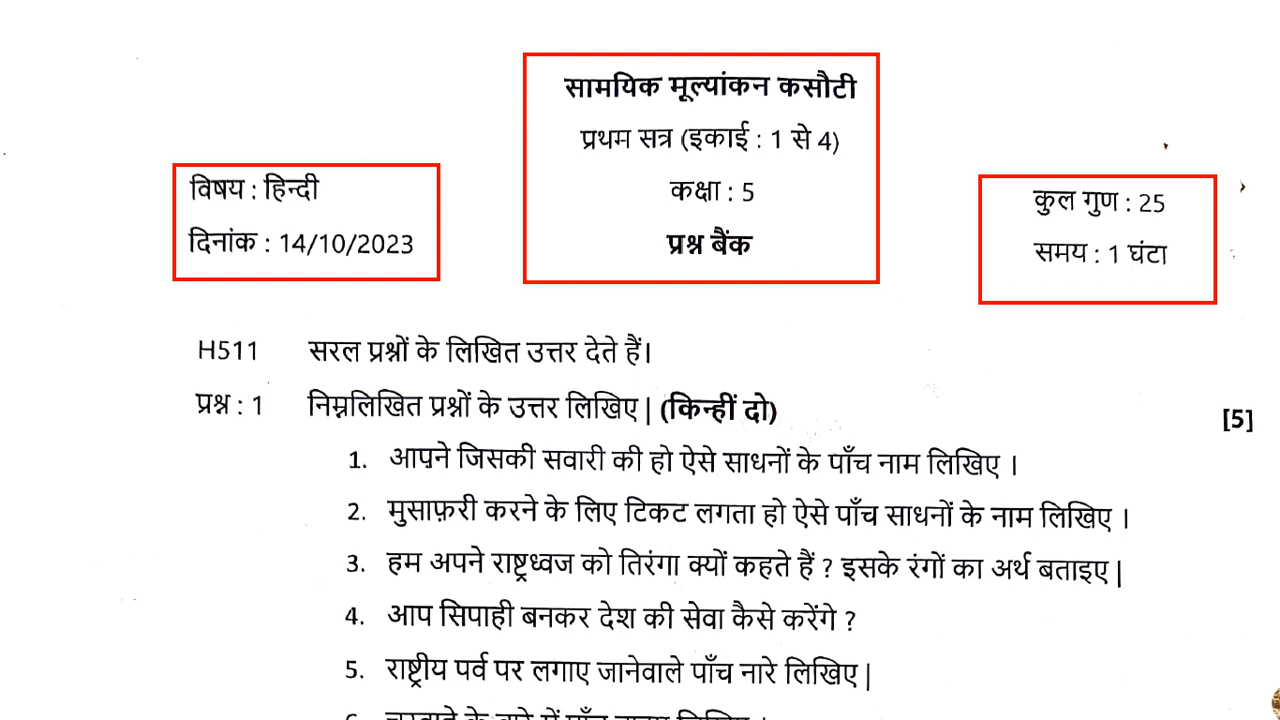 सामयिक मूल्यांकन कसौटी
प्रथम सत्र (इकाई : 1 से 4)
विषय : हिन्दी
कक्षा : 5
कुल गुण : 25
दिनांक : 14/10/2023
प्रश्न बैंक
समय : 1 घंटा
H511 सरल प्रश्नों के लिखित उत्तर देते हैं।
प्रश्न : 1 निम्नलिखित प्रश्नों के उत्तर लिखिए | (किन्हीं दो) [5]
1. आपने जिसकी सवारी की हो ऐसे साधनों के पाँच नाम लिखिए ।
2. मुसाफ़री करने के लिए टिकट लगता हो ऐसे पाँच साधनों के नाम लिखिए ।
3. हम अपने राष्ट्रध्वज को तिरंगा क्यों कहते हैं ? इसके रंगों का अर्थ बताइए |
4. आप सिपाही बनकर देश की सेवा कैसे करेंगे ?
5. राष्ट्रीय पर्व पर लगाए जानेवाले पाँच नारे लिखिए |